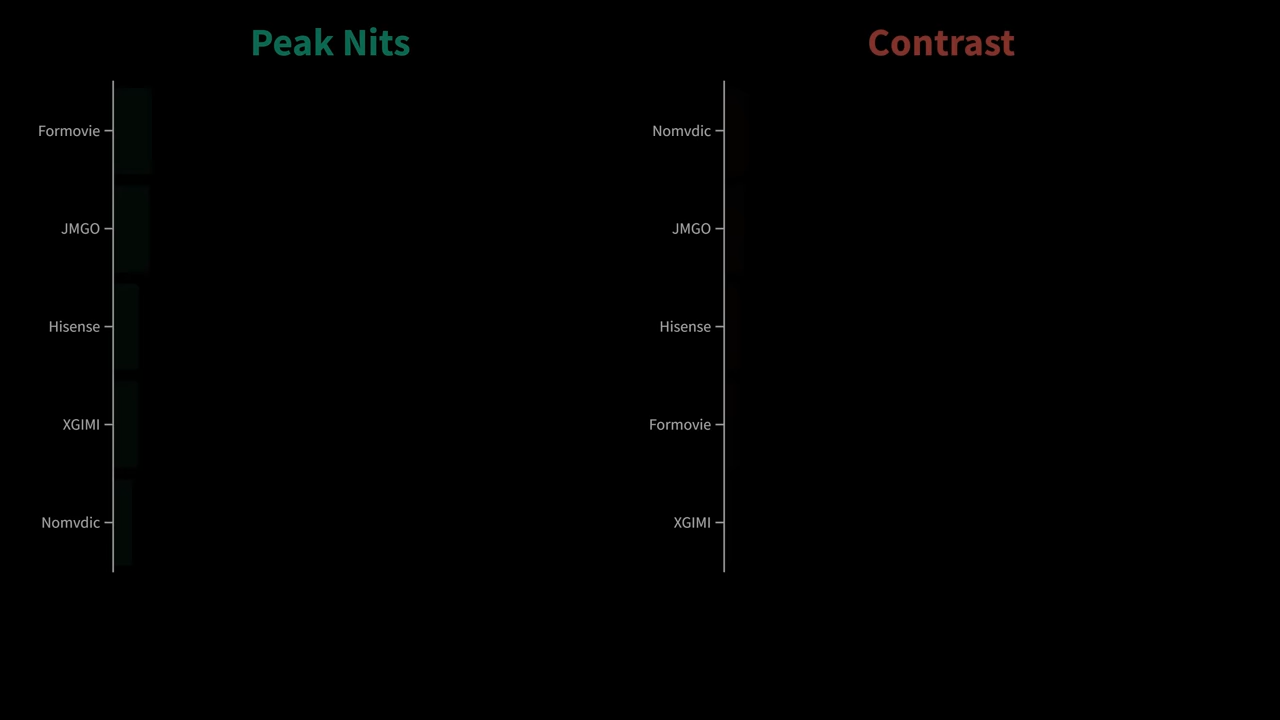 Peak Nits
Formovie
JMGO
Hisense
XGIMI
Nomvdic
Contrast
Nomvdic
JMGO
Hisense
Formovie
XGIMI